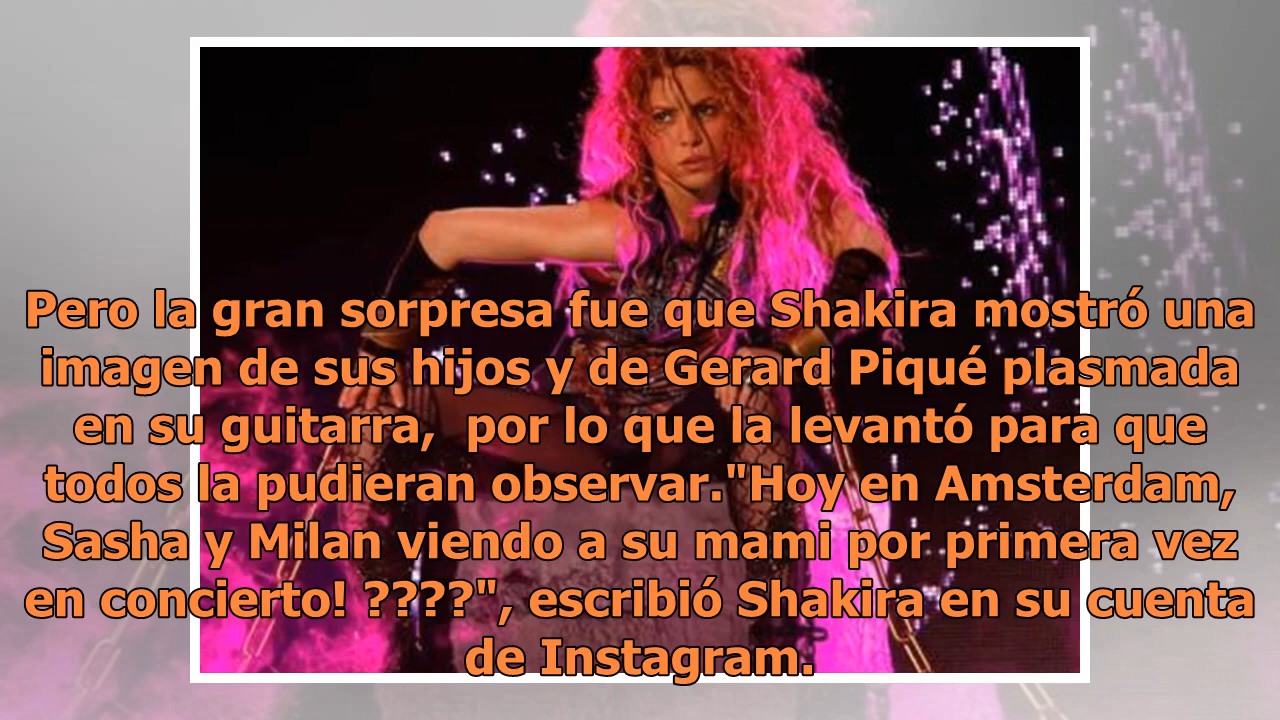 Pero la gran sorpresa fue que Shakira mostró una
imagen de sus hijos y de Gerard Piqué plasmada
en su guitarra,  por lo que la levantó para que
todos la pudieran observar."Hoy en Amsterdam,
Sasha y Milan viendo a su mami por primera vez
en concierto! ????", escribió Shakira en su cuenta
de Instagram.